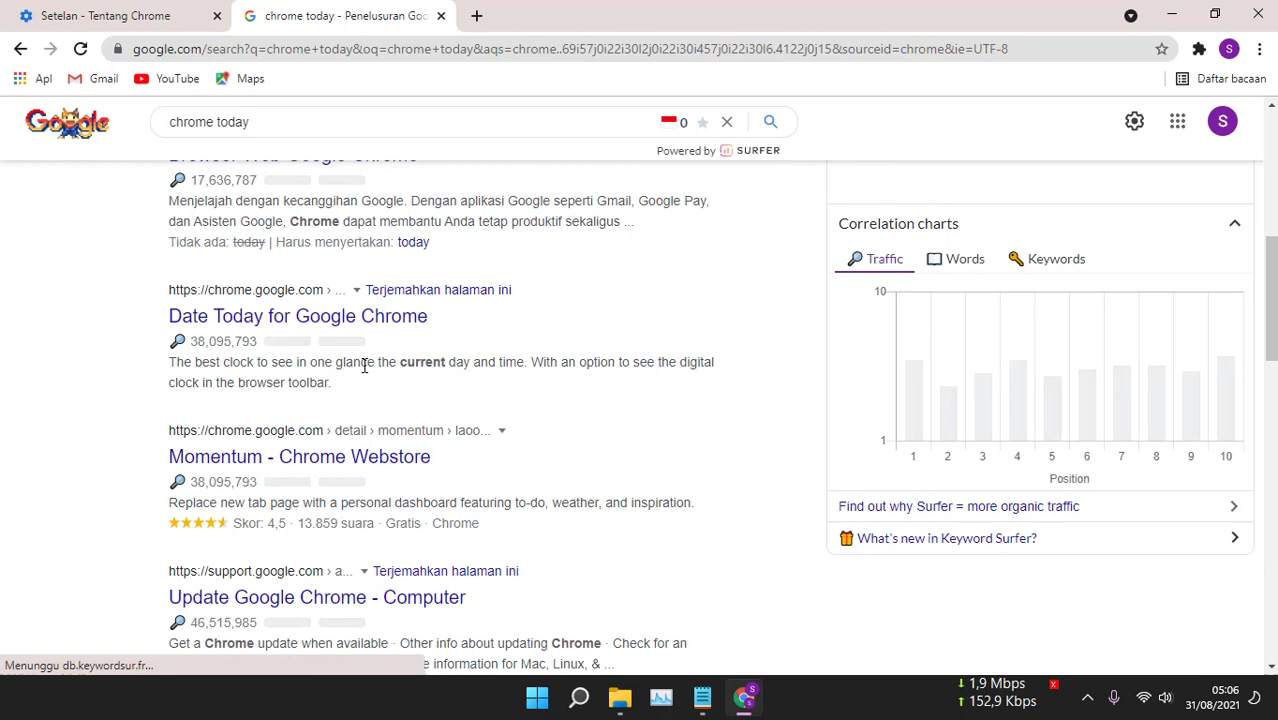 Setelan - Tentang Chrome
chrome today - Penelusuran Goo
google.com/search?q=chrome+today&oq=chrome+today&aqs=chrome..69i57j0i22i30l2j0i22i30i457j0i22i30l6.4122j0j15&sourceid=chrome&ie=UTF-8
S
Apl
Gmail
YouTube
Maps
Daftar bacaan
Google
chrome today
0
S
Powered by SURFER
Browser Web Google Chrome
17,636,787
Menjelajah dengan kecanggihan Google. Dengan aplikasi Google seperti Gmail, Google Pay,
dan Asisten Google, Chrome dapat membantu Anda tetap produktif sekaligus ...
Tidak ada: today | Harus menyertakan: today
https://chrome.google.com › ... Terjemahkan halaman ini
Date Today for Google Chrome
38,095,793
The best clock to see in one glance the current day and time. With an option to see the digital
clock in the browser toolbar.
https://chrome.google.com › detail › momentum › laoo...
Momentum - Chrome Webstore
38,095,793
Replace new tab page with a personal dashboard featuring to-do, weather, and inspiration.
Skor: 4,5 · 13.859 suara · Gratis · Chrome
https://support.google.com › a... Terjemahkan halaman ini
Update Google Chrome - Computer
46,515,985
Get a Chrome update when available · Other info about updating Chrome · Check for an
e information for Mac, Linux, & ...
Menunggu db.keywordsur.fr...
Correlation charts
Traffic
Words
Keywords
10
1
1 2 3 4 5 6 7 8 9 10
Position
Find out why Surfer = more organic traffic
What's new in Keyword Surfer?
S
↓ 1,9 Mbps
↑ 152,9 Kbps
x
05:06
31/08/2021